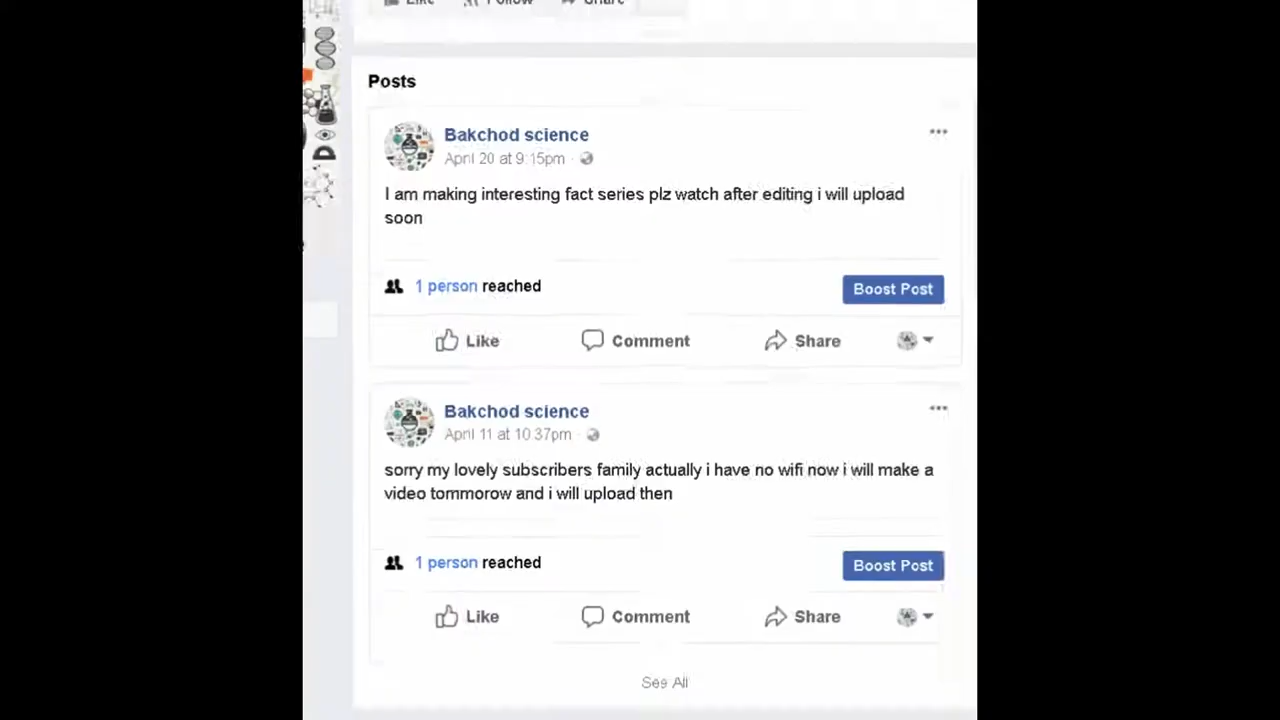 Like Follow Share
Posts
Bakchod science
April 20 at 9:15pm ·
I am making interesting fact series plz watch after editing i will upload
soon
1 person reached
Boost Post
Like Comment Share
Bakchod science
April 11 at 10:37pm ·
sorry my lovely subscribers family actually i have no wifi now i will make a
video tommorow and i will upload then
1 person reached
Boost Post
Like Comment Share
See All